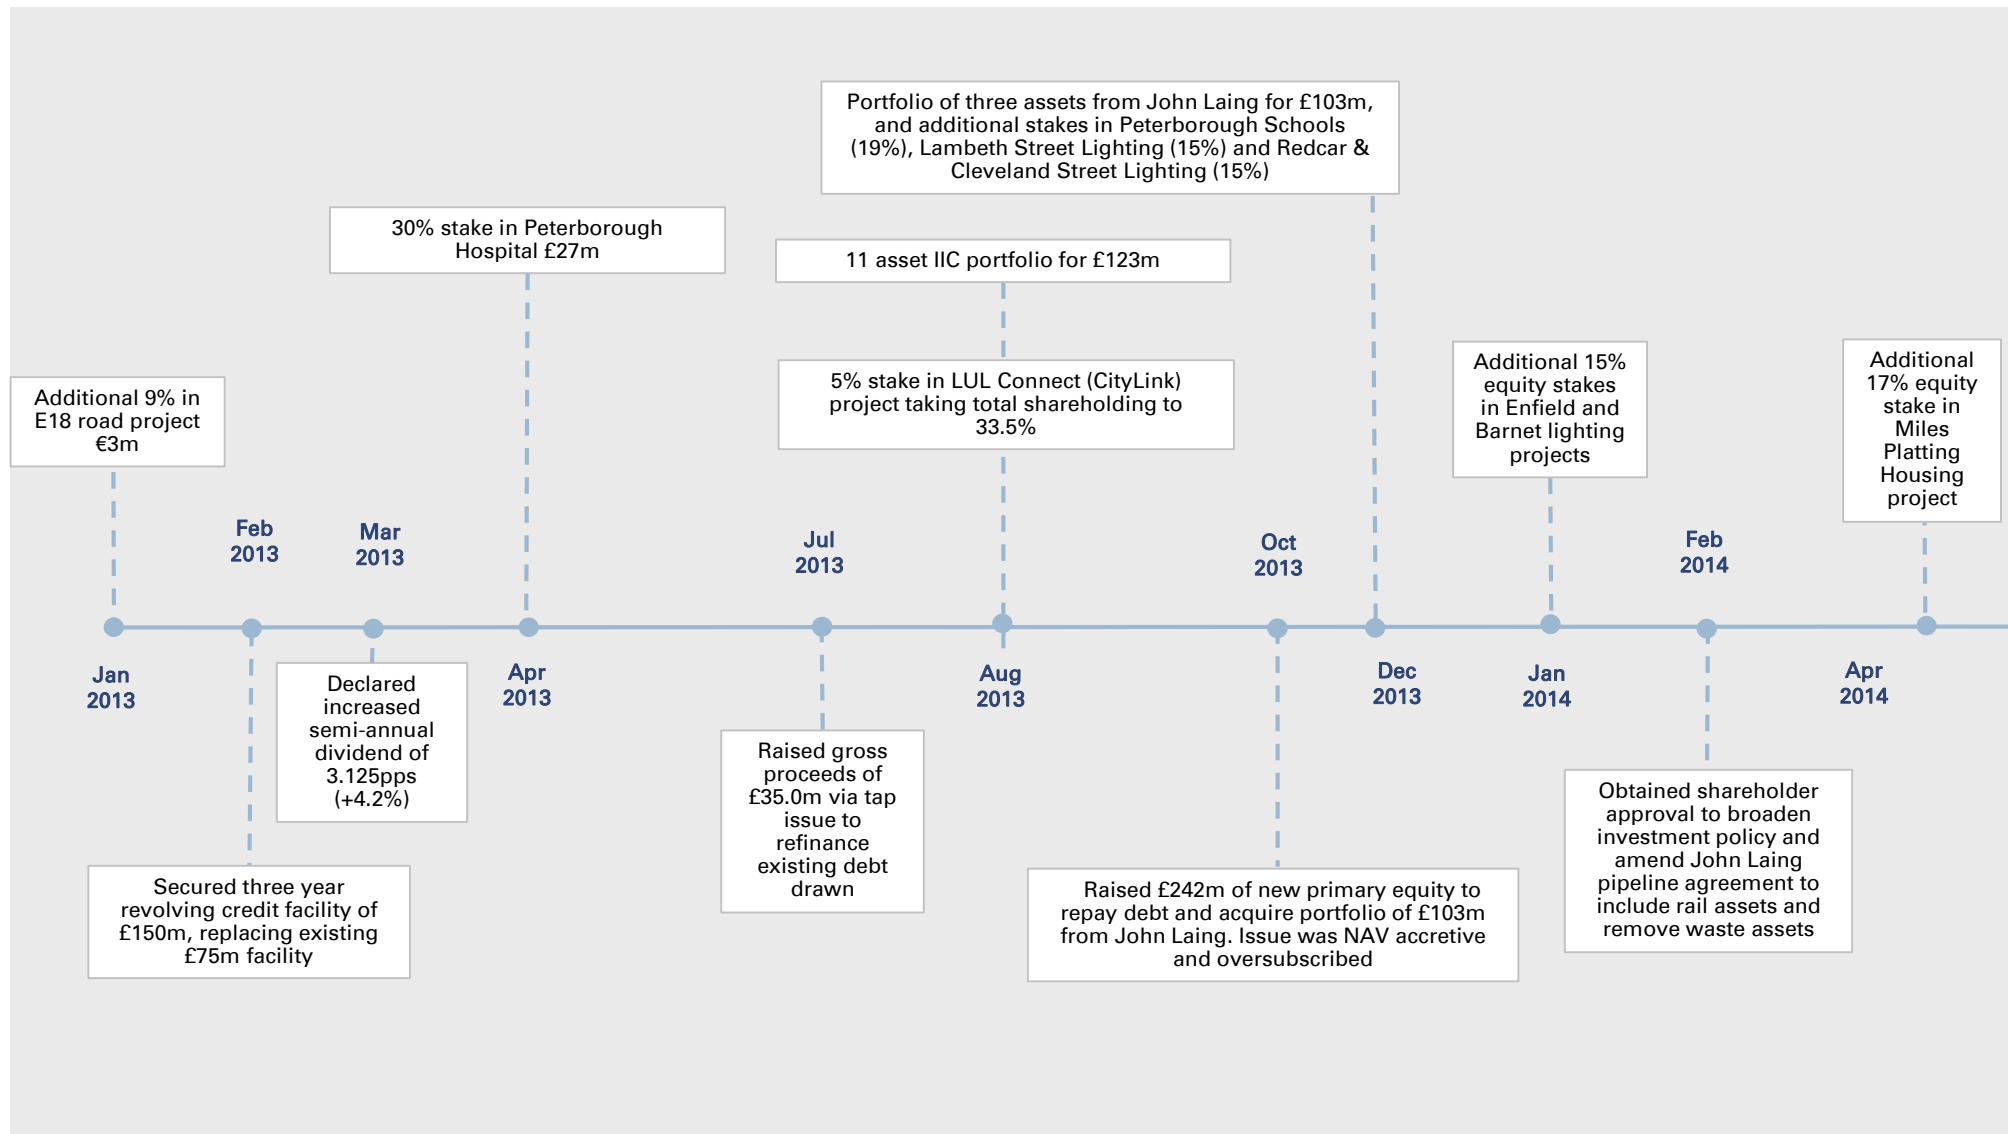 Portfolio of three assets from John Laing for £103m,
and additional stakes in Peterborough Schools
(19%), Lambeth Street Lighting (15%) and Redcar &
Cleveland Street Lighting (15%)
30% stake in Peterborough
Hospital £27m
11 asset IIC portfolio for £123m
Additional 9% in
E18 road project
€3m
5% stake in LUL Connect (CityLink)
project taking total shareholding to
33.5%
Additional 15%
equity stakes
in Enfield and
Barnet lighting
projects
Additional
17% equity
stake in
Miles
Platting
Housing
project
Feb
2013
Mar
2013
Jul
2013
Oct
2013
Feb
2014
Jan
2013
Apr
2013
Aug
2013
Dec
2013
Jan
2014
Apr
2014
Declared
increased
semi-annual
dividend of
3.125pps
(+4.2%)
Raised gross
proceeds of
£35.0m via tap
issue to
refinance
existing debt
drawn
Secured three year
revolving credit facility of
£150m, replacing existing
£75m facility
Raised £242m of new primary equity to
repay debt and acquire portfolio of £103m
from John Laing. Issue was NAV accretive
and oversubscribed
Obtained shareholder
approval to broaden
investment policy and
amend John Laing
pipeline agreement to
include rail assets and
remove waste assets